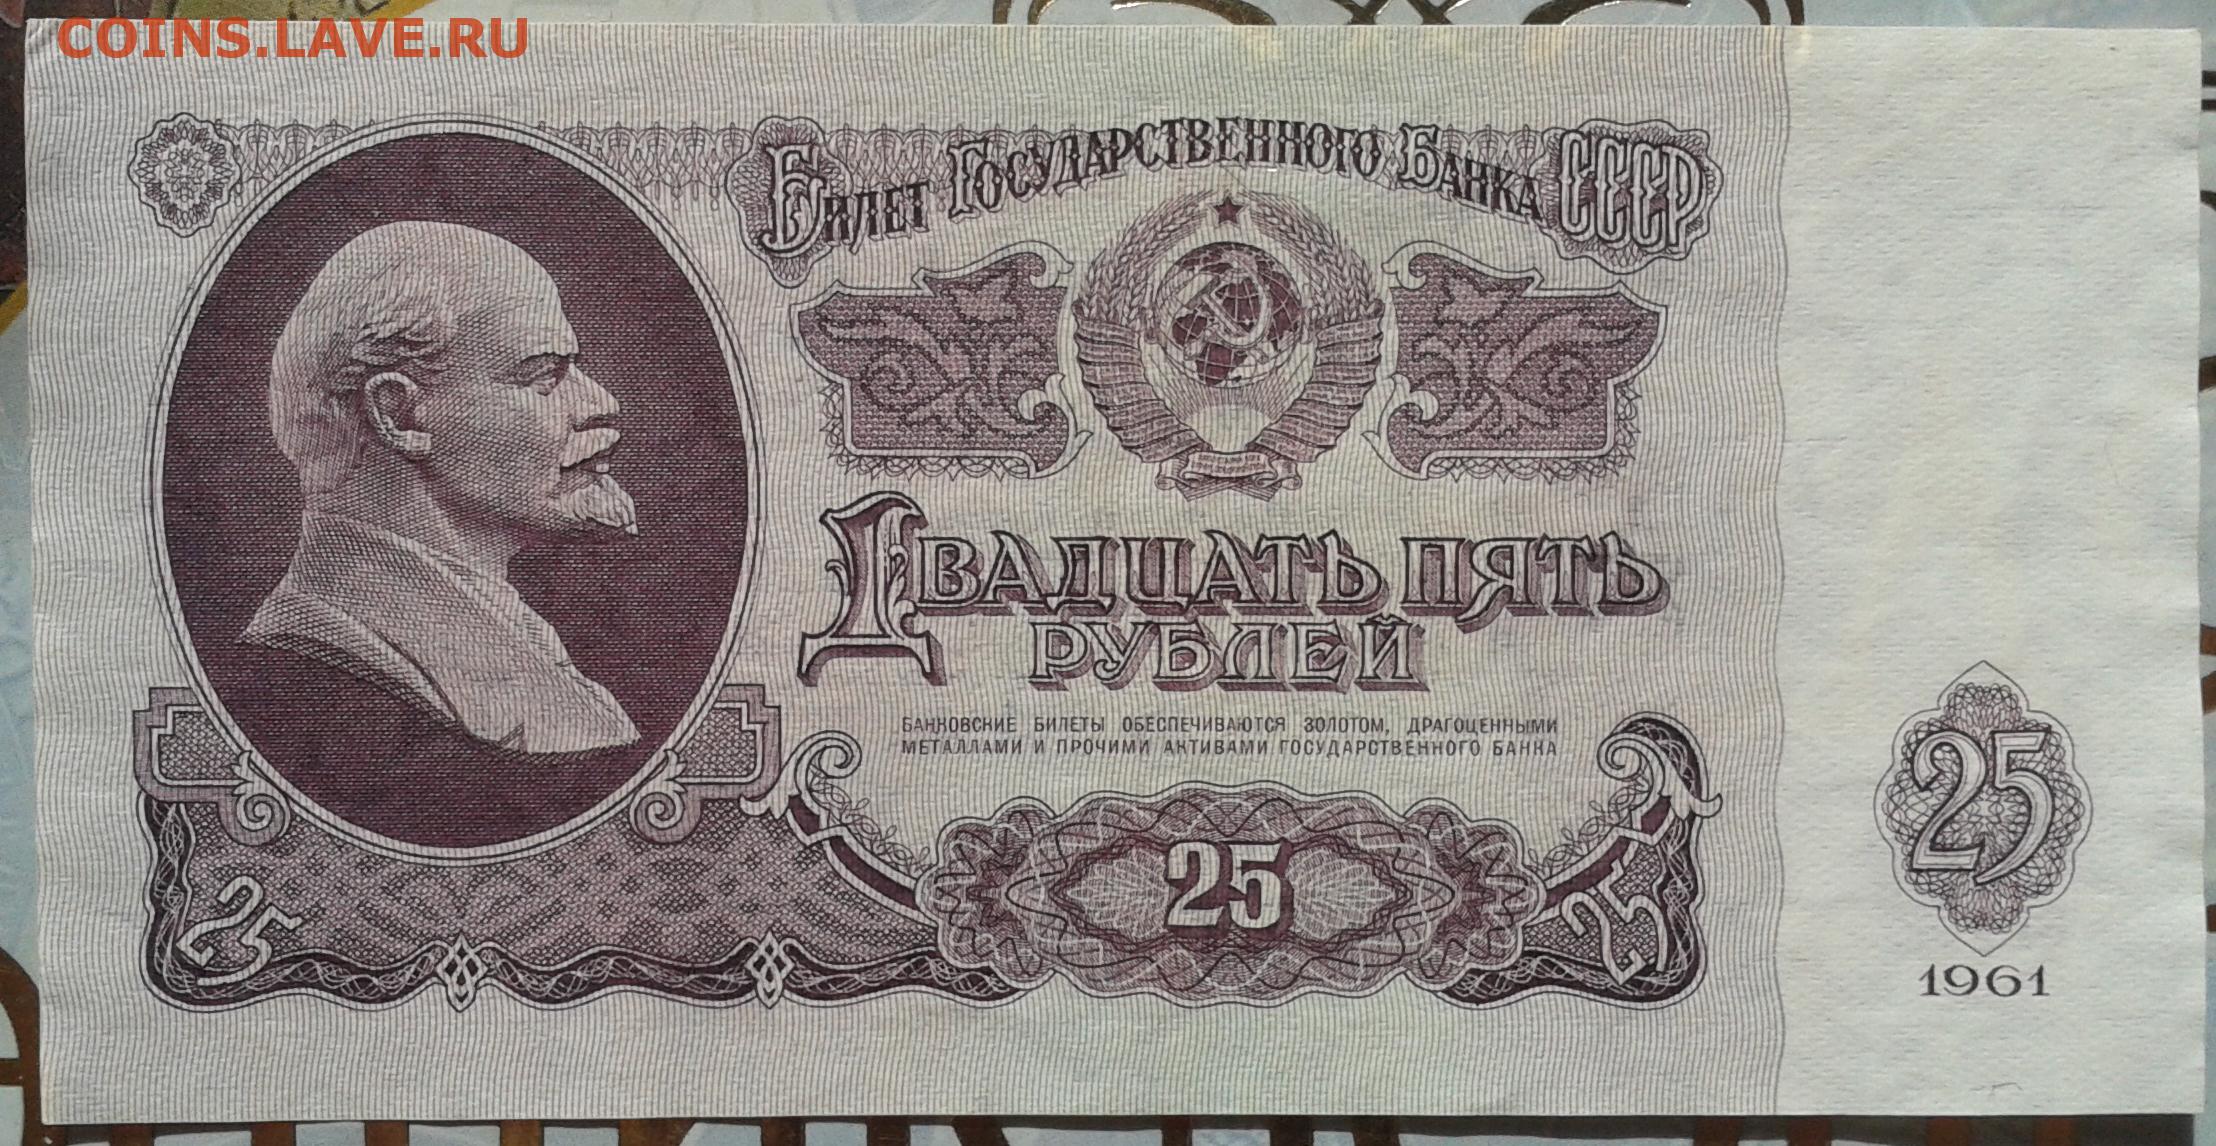 COINS.LAVE.RU
Билет Государственного Банка СССР
Двадцать пять
рублей
БАНКОВСКИЕ БИЛЕТЫ ОБЕСПЕЧИВАЮТСЯ ЗОЛОТОМ, ДРАГОЦЕННЫМИ
МЕТАЛЛАМИ И ПРОЧИМИ АКТИВАМИ ГОСУДАРСТВЕННОГО БАНКА
25
25
25
25
1961